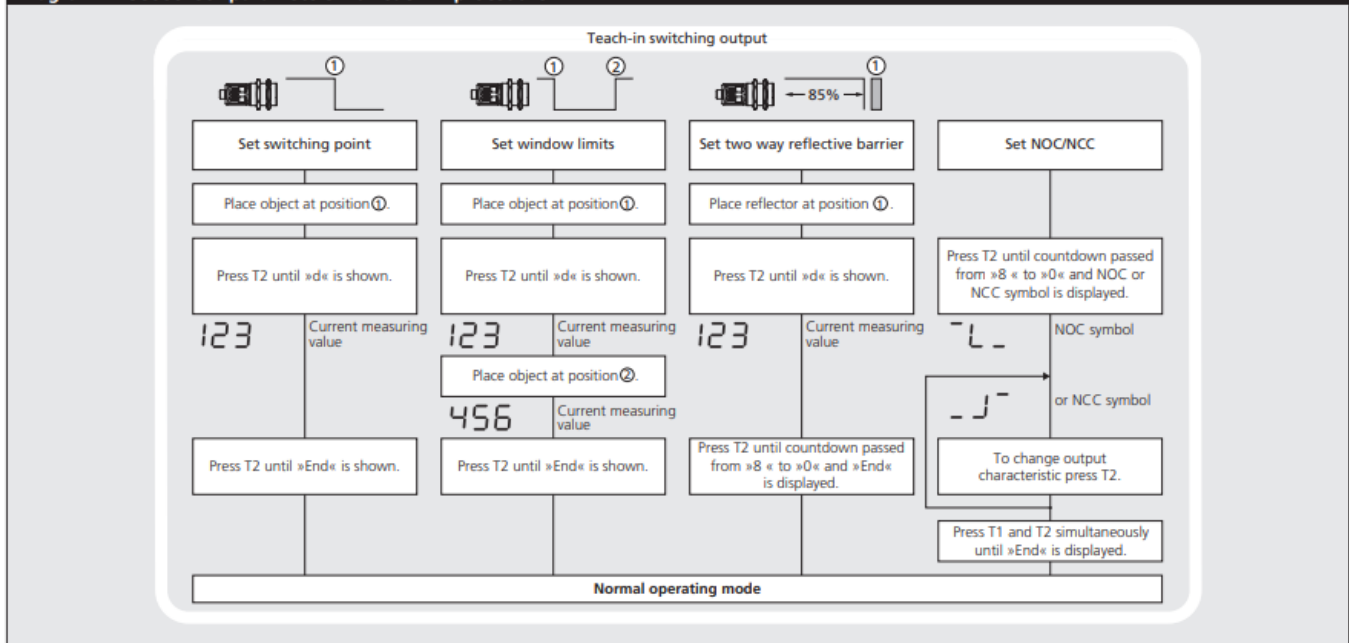 Teach-in switching output
①
① ②
←85%→ ①
Set switching point
Place object at position①.
Press T2 until »d« is shown.
123
Current measuring
value
Press T2 until »End« is shown.
Set window limits
Place object at position①.
Press T2 until »d« is shown.
123
Current measuring
value
Place object at position②.
456
Current measuring
value
Press T2 until »End« is shown.
Set two way reflective barrier
Place reflector at position ①.
Press T2 until »d« is shown.
123
Current measuring
value
Press T2 until countdown passed
from »8 « to »0« and »End«
is displayed.
Set NOC/NCC
Press T2 until countdown passed
from »8 « to »0« and NOC or
NCC symbol is displayed.
NOC symbol
or NCC symbol
To change output
characteristic press T2.
Press T1 and T2 simultaneously
until »End« is displayed.
Normal operating mode